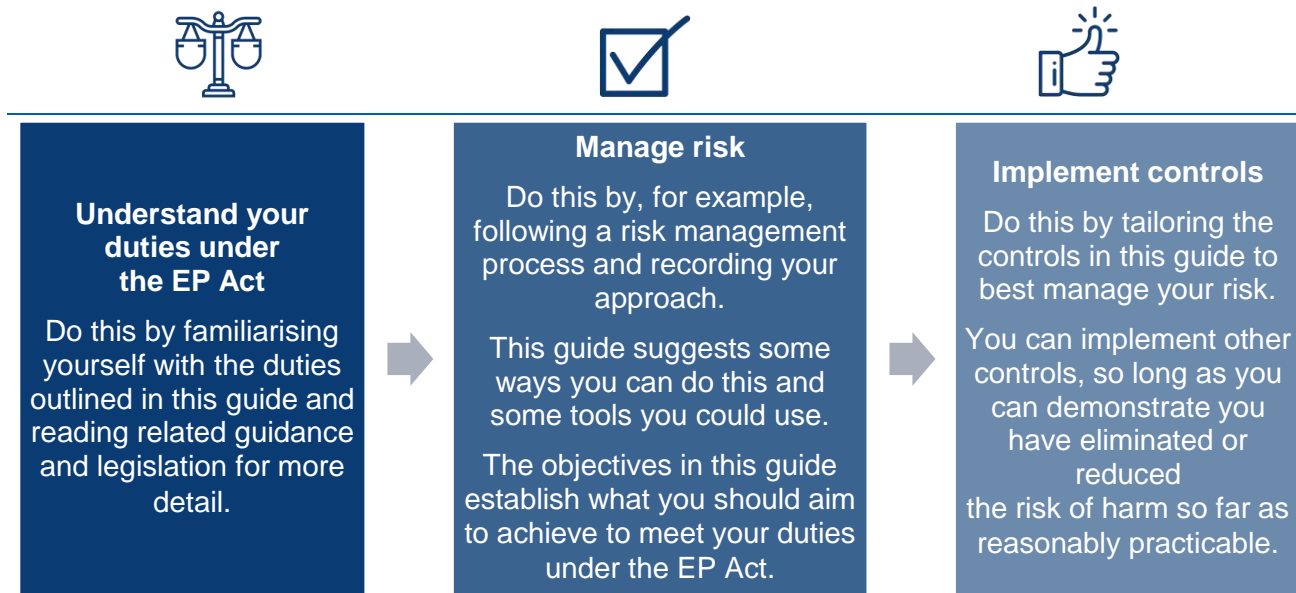 Understand your
duties under
the EP Act
Do this by familiarising
yourself with the duties
outlined in this guide and
reading related guidance
and legislation for more
detail.
Manage risk
Do this by, for example,
following a risk management
process and recording your
approach.
This guide suggests some
ways you can do this and
some tools you could use.
The objectives in this guide
establish what you should aim
to achieve to meet your duties
under the EP Act.
Implement controls
Do this by tailoring the
controls in this guide to
best manage your risk.
You can implement other
controls, so long as you
can demonstrate you
have eliminated or
reduced
the risk of harm so far as
reasonably practicable.